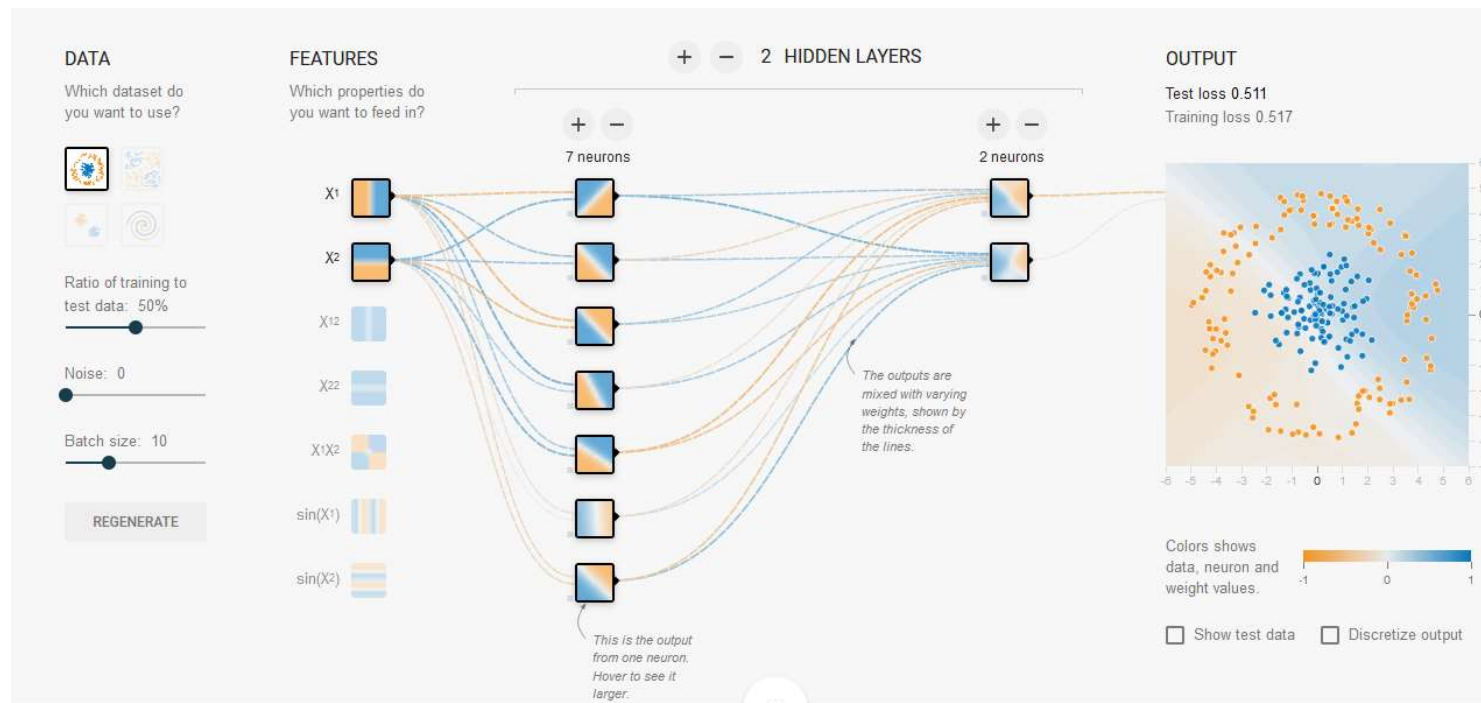 DATA
Which dataset do
you want to use?
Ratio of training to
test data: 50%
Noise: 0
Batch size: 10
REGENERATE
FEATURES
Which properties do
you want to feed in?
X1
X2
X12
X22
X1X2
sin(X1)
sin(X2)
+ − 2 HIDDEN LAYERS
+ −
7 neurons
This is the output
from one neuron.
Hover to see it
larger.
+ −
2 neurons
The outputs are
mixed with varying
weights, shown by
the thickness of
the lines.
OUTPUT
Test loss 0.511
Training loss 0.517
-6 -5 -4 -3 -2 -1 0 1 2 3 4 5 6
Colors shows
data, neuron and
weight values.
-1 0 1
Show test data
Discretize output